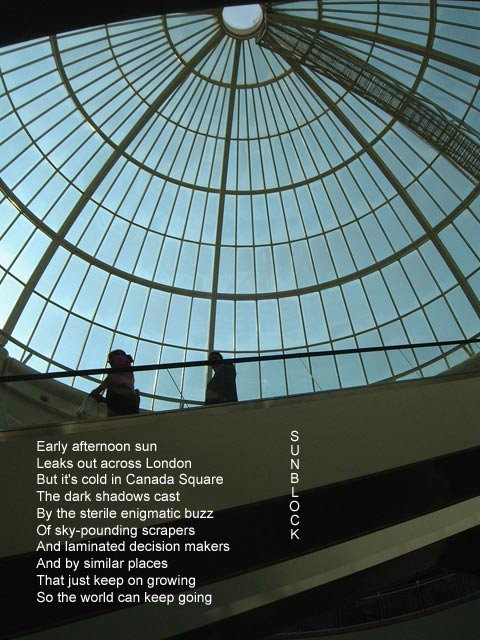 Early afternoon sun
Leaks out across London
But it's cold in Canada Square
The dark shadows cast
By the sterile enigmatic buzz
Of sky-pounding scrapers
And laminated decision makers
And by similar places
That just keep on growing
So the world can keep going
SUNBLOCK